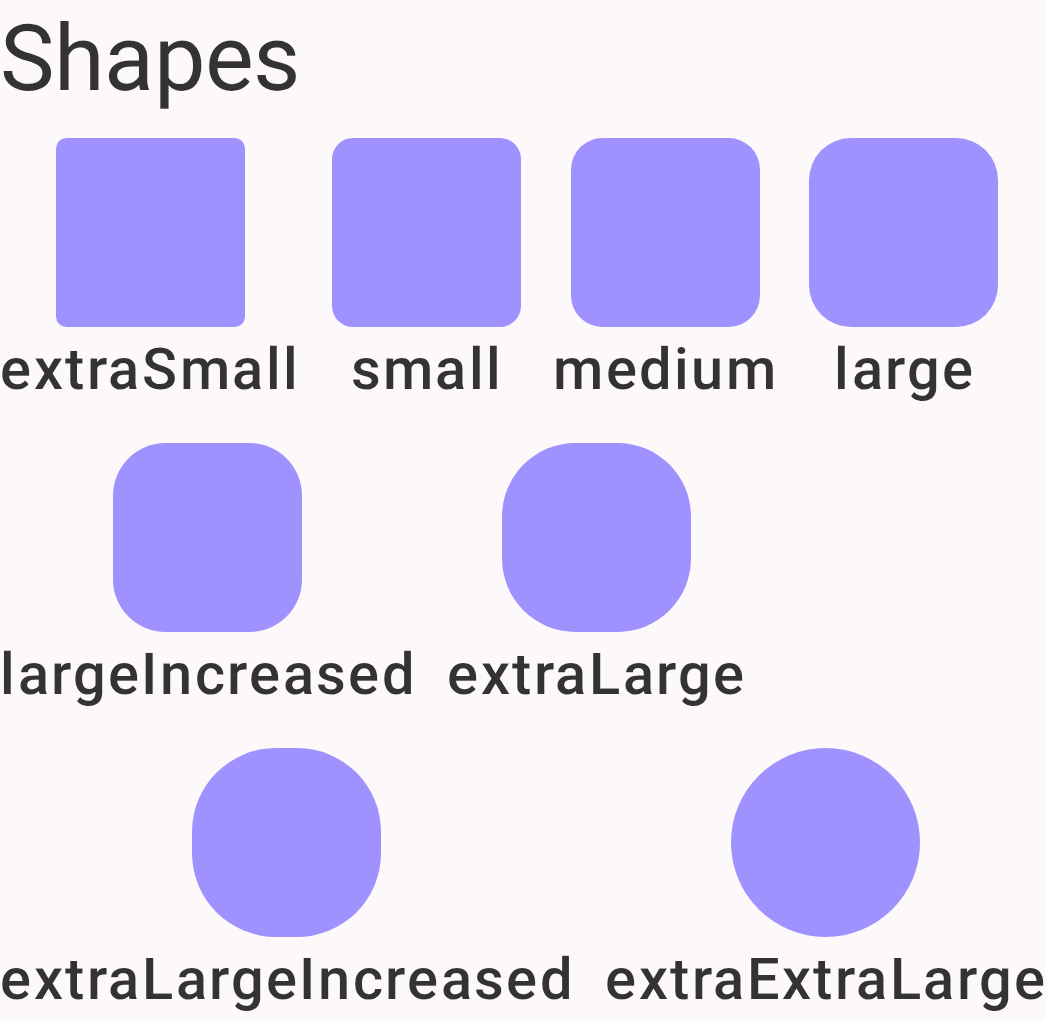 Shapes
extraSmall small medium large
largeIncreased extraLarge
extraLargeIncreased extraExtraLarge